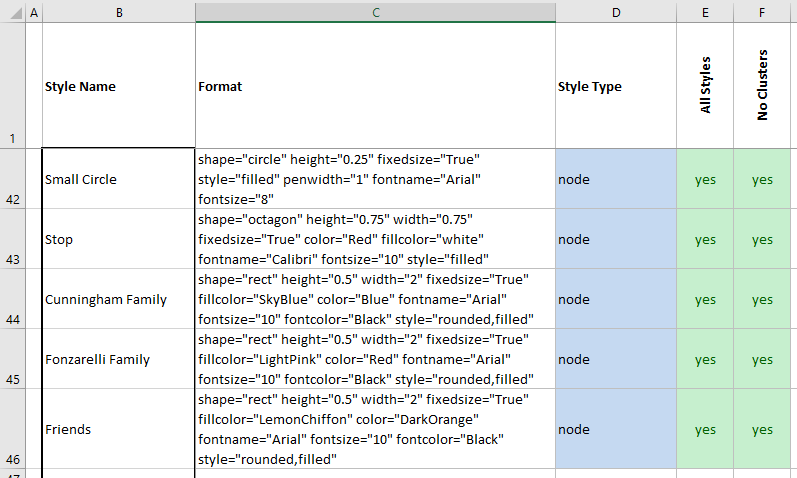 A B C D E F
1 Style Name Format Style Type All Styles No Clusters
shape="circle" height="0.25" fixedsize="True"
Small Circle style="filled" penwidth="1" fontname="Arial" node yes yes
42 fontsize="8"
shape="octagon" height="0.75" width="0.75"
Stop fixedsize="True" color="Red" fillcolor="white" node yes yes
43 fontname="Calibri" fontsize="10" style="filled"
shape="rect" height="0.5" width="2" fixedsize="True"
Cunningham Family fillcolor="SkyBlue" color="Blue" fontname="Arial" node yes yes
44 fontsize="10" fontcolor="Black" style="rounded,filled"
shape="rect" height="0.5" width="2" fixedsize="True"
Fonzarelli Family fillcolor="LightPink" color="Red" fontname="Arial" node yes yes
45 fontsize="10" fontcolor="Black" style="rounded,filled"
shape="rect" height="0.5" width="2" fixedsize="True"
fillcolor="LemonChiffon" color="DarkOrange"
Friends fontname="Arial" fontsize="10" fontcolor="Black" node yes yes
46 style="rounded,filled"